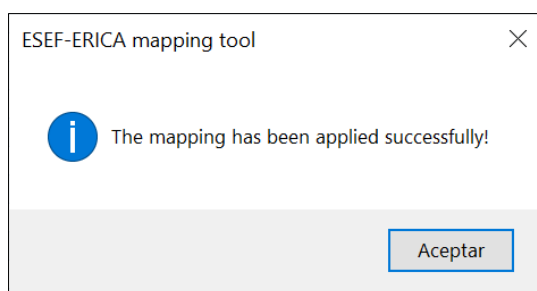 ESEF-ERICA mapping tool
The mapping has been applied successfully!
Aceptar